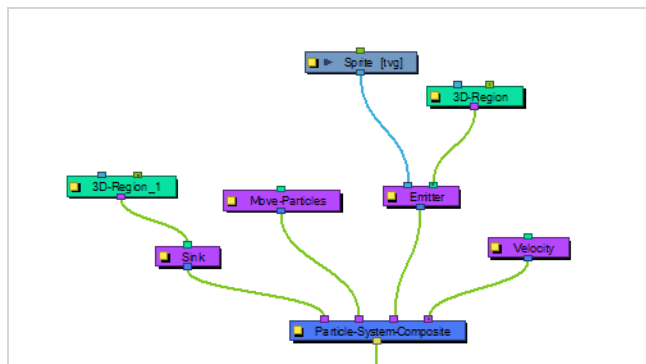 Sprite [tvg]
3D-Region
3D-Region_1
Move-Particles
Emitter
Sink
Velocity
Particle-System-Composite